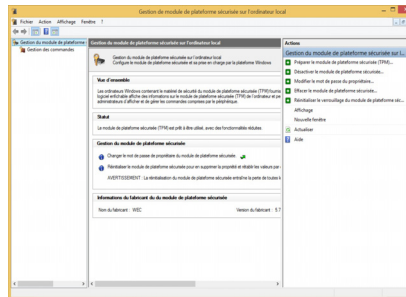 Gestion de module de plateforme sécurisée sur l'ordinateur local
Fichier Action Affichage Fenêtre ?
Gestion du module de plateforme
Gestion des commandes
Gestion de module de plateforme sécurisée sur l'ordinateur local
Gestion du module de plateforme sécurisée sur l'ordinateur local
Configure le module de plateforme sécurisée et sa prise en charge par la plateforme Windows
Vue d'ensemble
Les ordinateurs Windows contenant le matériel de sécurité du module de plateforme sécurisée (TPM)
logiciel affiche des informations sur le module de plateforme sécurisée (TPM) de l'ordinateur et
administrateurs d'afficher et de gérer les commandes comprises par le périphérique.
Statut
Le module de plateforme sécurisée (TPM) est prêt à être utilisé, avec des fonctionnalités réduites.
Gestion du module de plateforme sécurisée
Changer le mot de passe de propriétaire du module de plateforme sécurisée.
Réinitialiser le module de plateforme sécurisée pour en supprimer la propriété et rétablir les valeurs par
AVERTISSEMENT : La réinitialisation du module de plateforme sécurisée entraîne la perte de toutes
Informations du fabricant du du module de plateforme sécurisée
Nom du fabricant : WEC Version du fabricant : 5.7
Actions
Gestion du module de plateforme sécurisée sur l...
Préparer le module de plateforme sécurisée (TPM)...
Désactiver le module de plateforme sécurisée...
Modifier le mot de passe du propriétaire...
Effacer le module de plateforme sécurisée...
Réinitialiser le verrouillage du module de plateforme séc...
Affichage
Nouvelle fenêtre
Actualiser
Aide